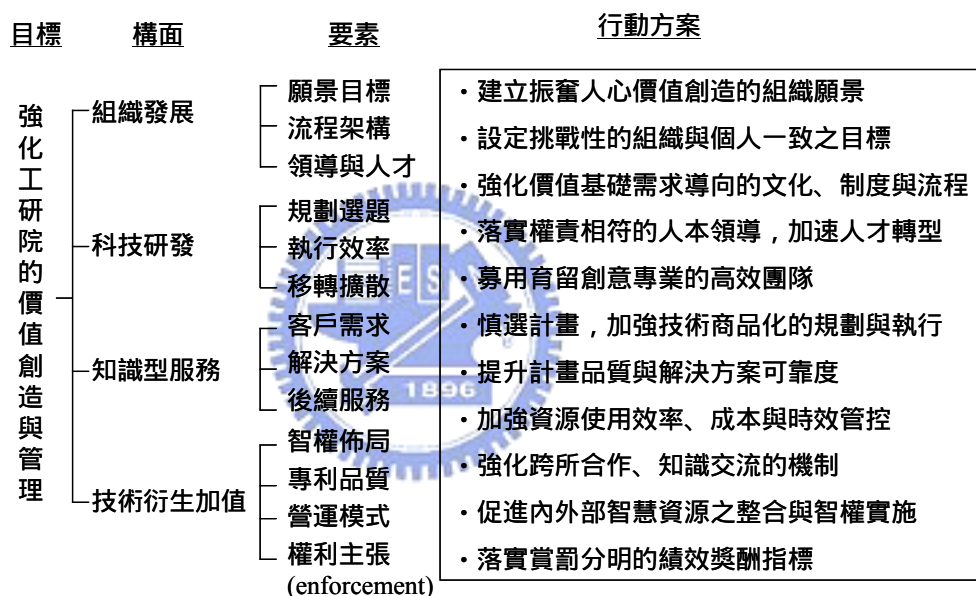 目標
構面
要素
行動方案
強化工研院的價值創造與管理
組織發展
願景目標
流程架構
領導與人才
科技研發
規劃選題
執行效率
移轉擴散
知識型服務
客戶需求
解決方案
後續服務
技術衍生加值
智權佈局
專利品質
營運模式
權利主張
(enforcement)
・建立振奮人心價值創造的組織願景
・設定挑戰性的組織與個人一致之目標
・強化價值基礎需求導向的文化、制度與流程
・落實權責相符的人本領導，加速人才轉型
・募用育留創意專業的高效團隊
・慎選計畫，加強技術商品化的規劃與執行
・提升計畫品質與解決方案可靠度
・加強資源使用效率、成本與時效管控
・強化跨所合作、知識交流的機制
・促進內外部智慧資源之整合與智權實施
・落實賞罰分明的績效獎酬指標
ES
1896